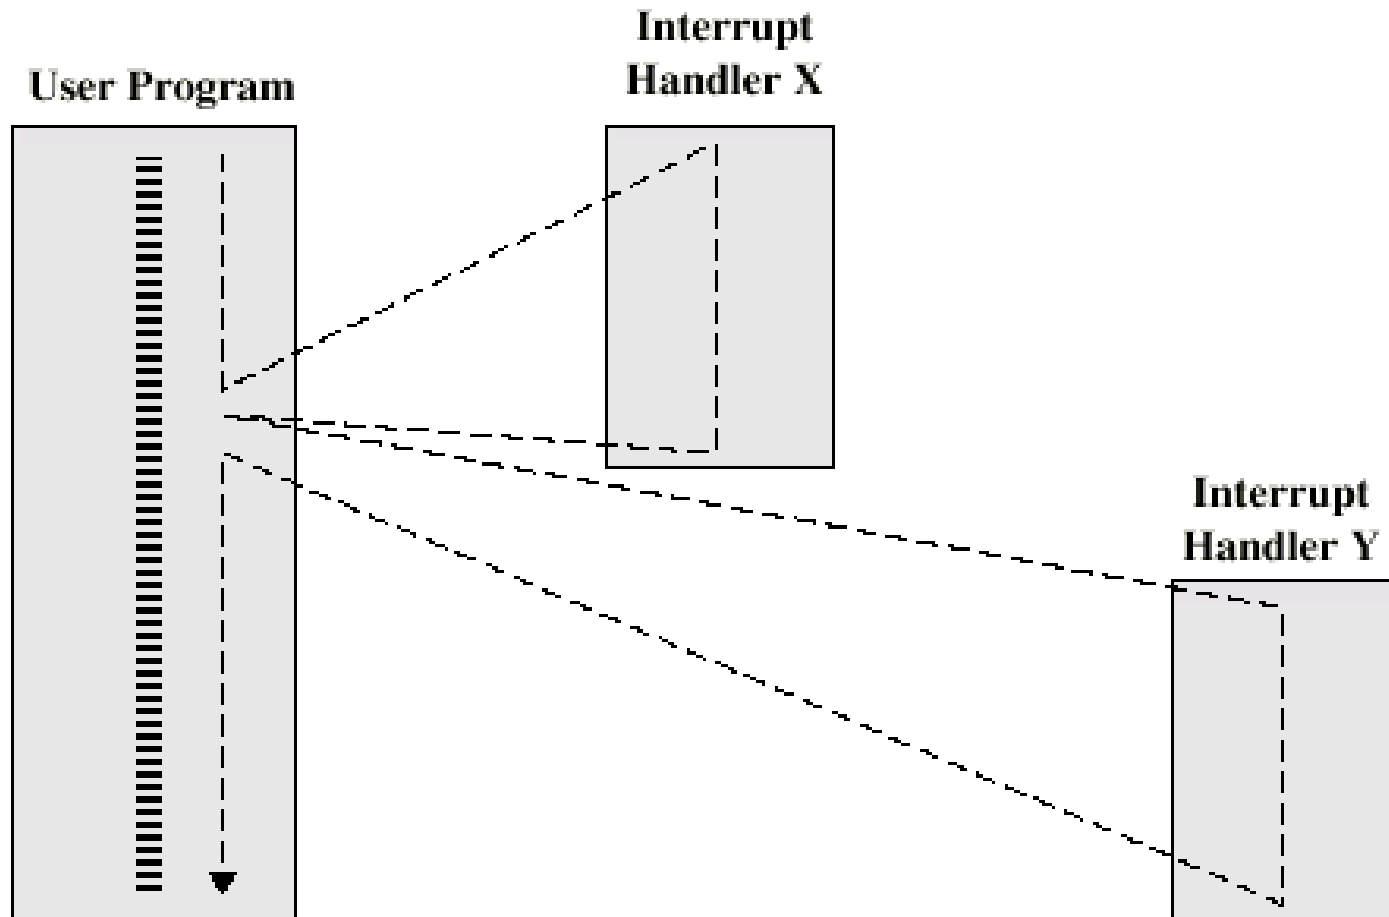 User Program
Interrupt
Handler X
Interrupt
Handler Y